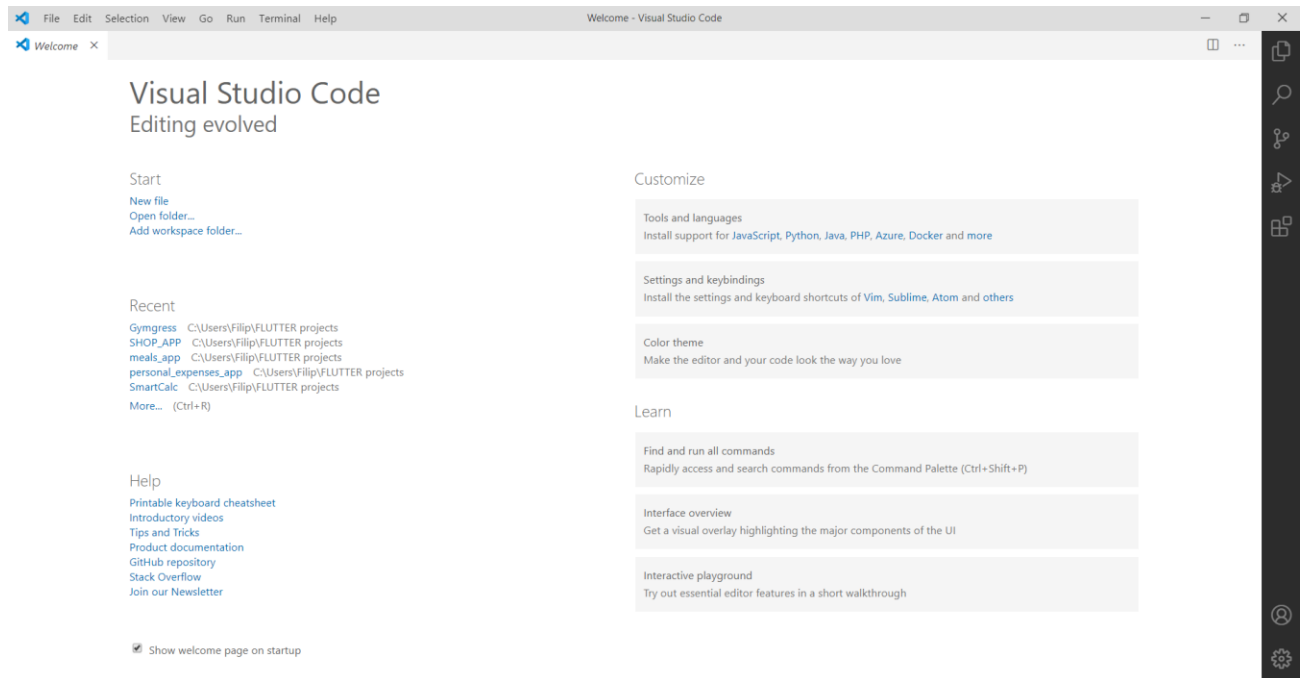 File Edit Selection View Go Run Terminal Help
Welcome - Visual Studio Code
Welcome
Visual Studio Code
Editing evolved
Start
New file
Open folder...
Add workspace folder...
Recent
Gymgress C:\Users\Filip\FLUTTER projects
SHOP_APP C:\Users\Filip\FLUTTER projects
meals_app C:\Users\Filip\FLUTTER projects
personal_expenses_app C:\Users\Filip\FLUTTER projects
SmartCalc C:\Users\Filip\FLUTTER projects
More... (Ctrl+R)
Help
Printable keyboard cheatsheet
Introductory videos
Tips and Tricks
Product documentation
GitHub repository
Stack Overflow
Join our Newsletter
Show welcome page on startup
Customize
Tools and languages
Install support for JavaScript, Python, Java, PHP, Azure, Docker and more
Settings and keybindings
Install the settings and keyboard shortcuts of Vim, Sublime, Atom and others
Color theme
Make the editor and your code look the way you love
Learn
Find and run all commands
Rapidly access and search commands from the Command Palette (Ctrl+Shift+P)
Interface overview
Get a visual overlay highlighting the major components of the UI
Interactive playground
Try out essential editor features in a short walkthrough